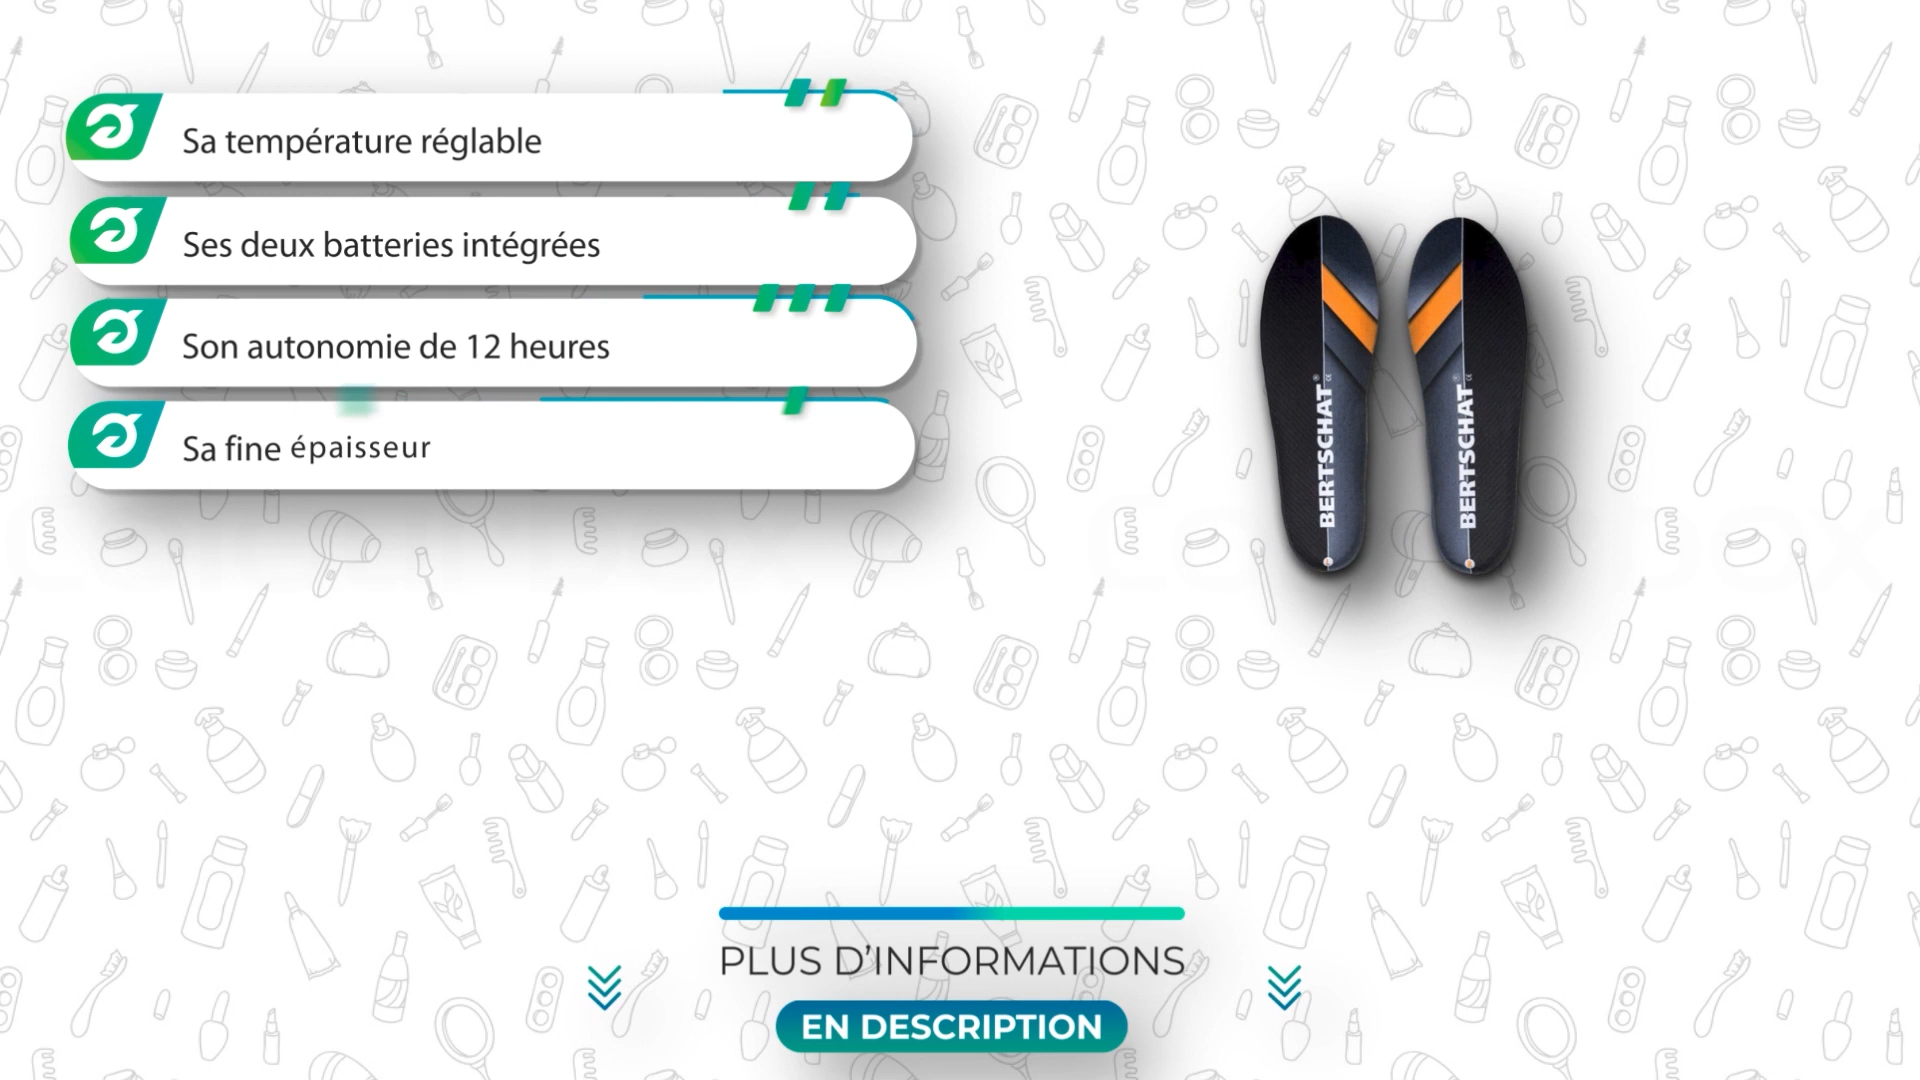 Sa température réglable
Ses deux batteries intégrées
Son autonomie de 12 heures
Sa fine épaisseur
BERTSCHAT®
BERTSCHAT®
PLUS D’INFORMATIONS
EN DESCRIPTION